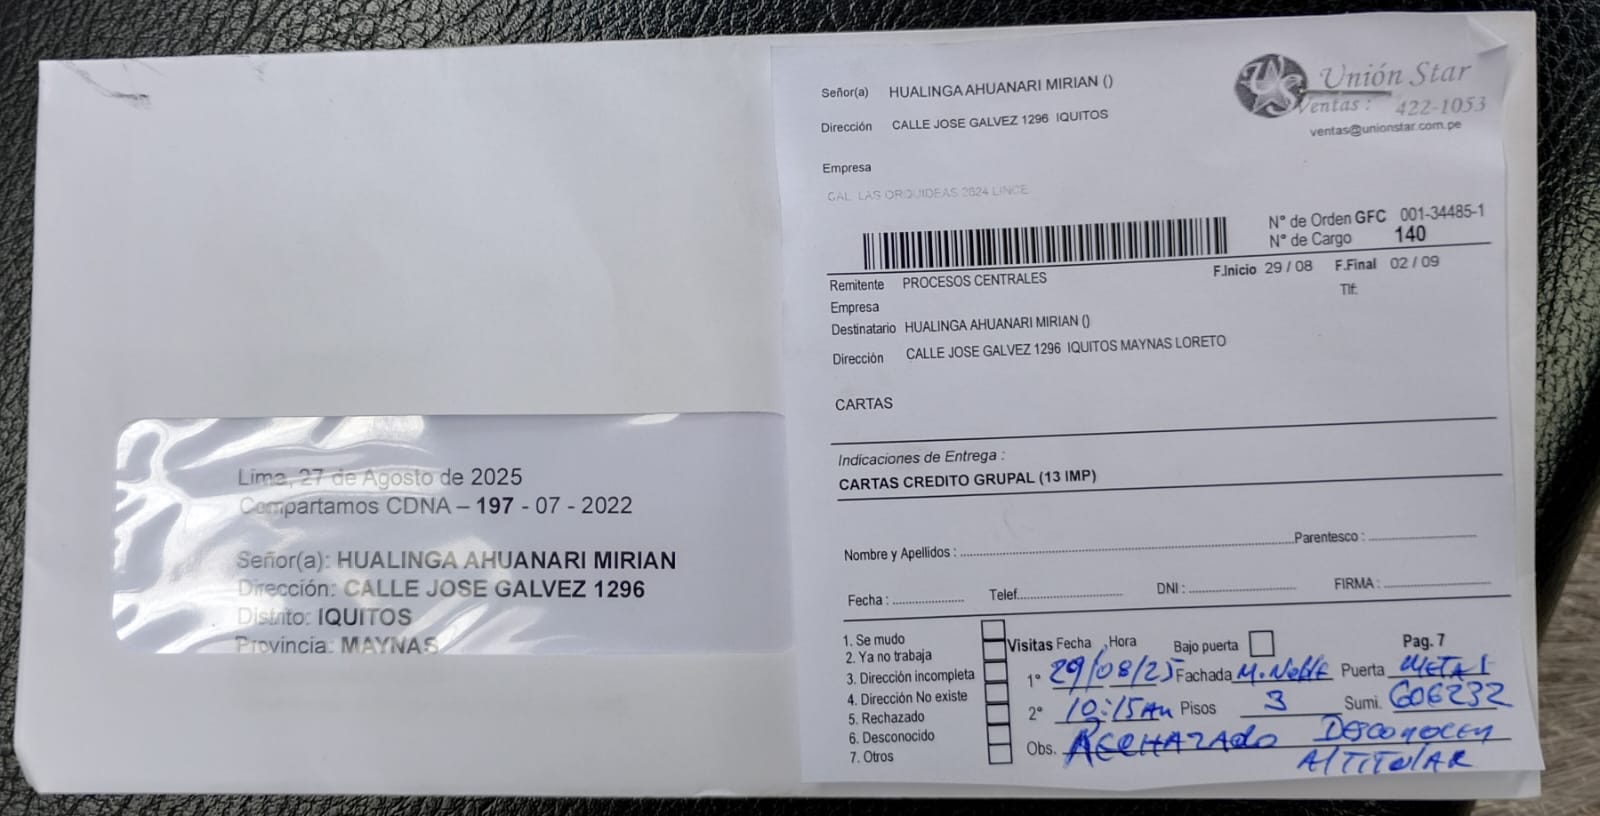 Lima, 27 de Agosto de 2025
Compartamos CDNA – 197 - 07 - 2022
Señor(a): HUALINGA AHUANARI MIRIAN
Dirección: CALLE JOSE GALVEZ 1296
Distrito: IQUITOS
Provincia: MAYNAS
Unión Star
Ventas : 422-1053
ventas@unionstar.com.pe
Señor(a) HUALINGA AHUANARI MIRIAN ()
Dirección CALLE JOSE GALVEZ 1296 IQUITOS
Empresa
CAL. LAS ORQUIDEAS 2624 LINCE
N° de Orden GFC 001-34485-1
N° de Cargo 140
F.Inicio 29 / 08 F.Final 02 / 09
Remitente PROCESOS CENTRALES
Tlf:
Empresa
Destinatario HUALINGA AHUANARI MIRIAN ()
Dirección CALLE JOSE GALVEZ 1296 IQUITOS MAYNAS LORETO
CARTAS
Indicaciones de Entrega :
CARTAS CREDITO GRUPAL (13 IMP)
Nombre y Apellidos : Parentesco :
Fecha : Telef. DNI : FIRMA :
1. Se mudo
2. Ya no trabaja
3. Dirección incompleta
4. Dirección No existe
5. Rechazado
6. Desconocido
7. Otros
Visitas Fecha , Hora Bajo puerta Pag. 7
1° 29/08/25 Fachada M. Noble Puerta METAL
2° 10:15 AM Pisos 3 Sumi. 606232
Obs. RECHAZADO DESCONOCEN
A/TITULAR